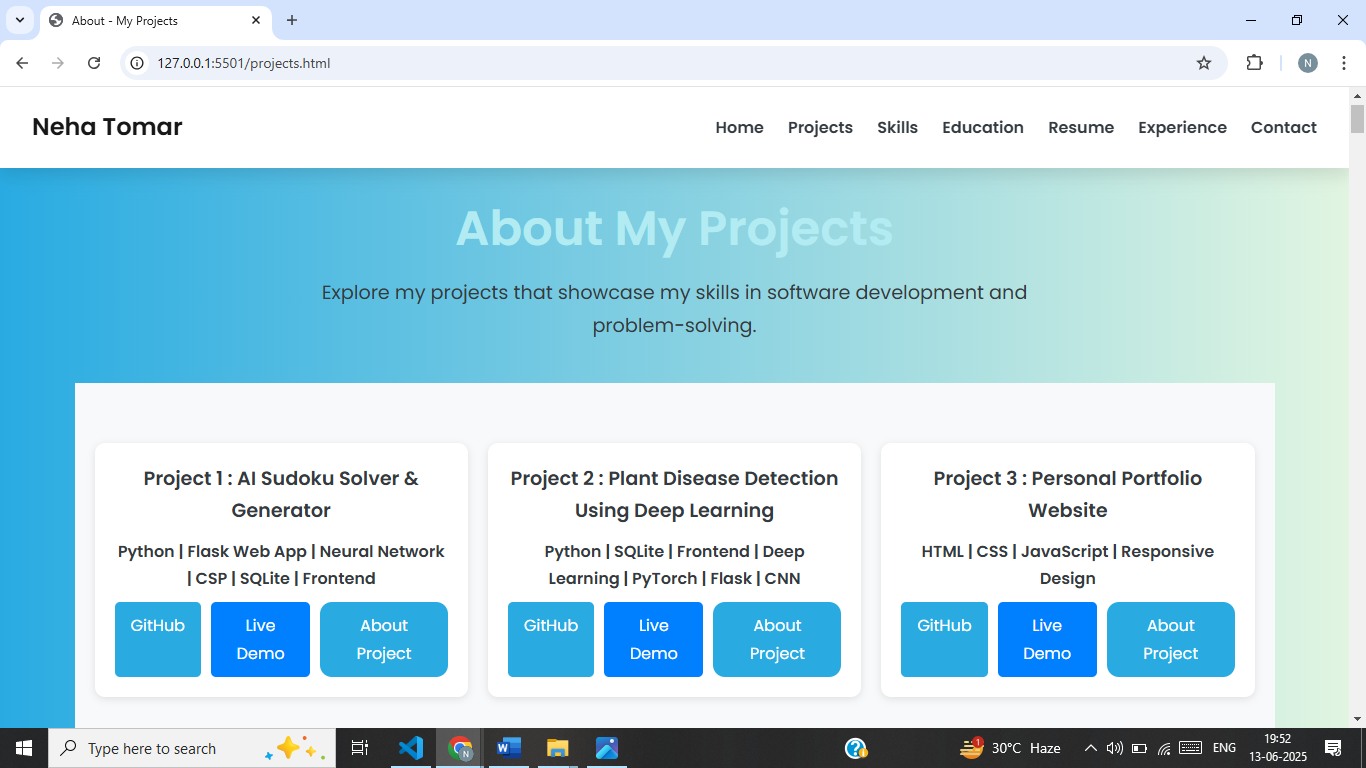 About - My Projects
127.0.0.1:5501/projects.html
N
Neha Tomar
Home Projects Skills Education Resume Experience Contact
About My Projects
Explore my projects that showcase my skills in software development and
problem-solving.
Project 1 : AI Sudoku Solver &
Generator
Python | Flask Web App | Neural Network
| CSP | SQLite | Frontend
GitHub
Live
Demo
About
Project
Project 2 : Plant Disease Detection
Using Deep Learning
Python | SQLite | Frontend | Deep
Learning | PyTorch | Flask | CNN
GitHub
Live
Demo
About
Project
Project 3 : Personal Portfolio
Website
HTML | CSS | JavaScript | Responsive
Design
GitHub
Live
Demo
About
Project
Type here to search
N
W
?
1
30°C Haze
ENG
19:52
13-06-2025